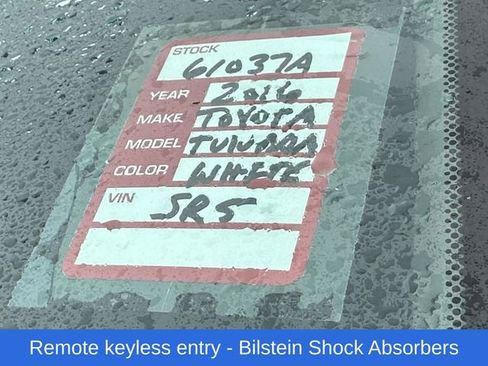 STOCK
61037A
YEAR 2016
MAKE TOYOTA
MODEL TUNDRA
COLOR WHITE
VIN
SR5
Remote keyless entry - Bilstein Shock Absorbers